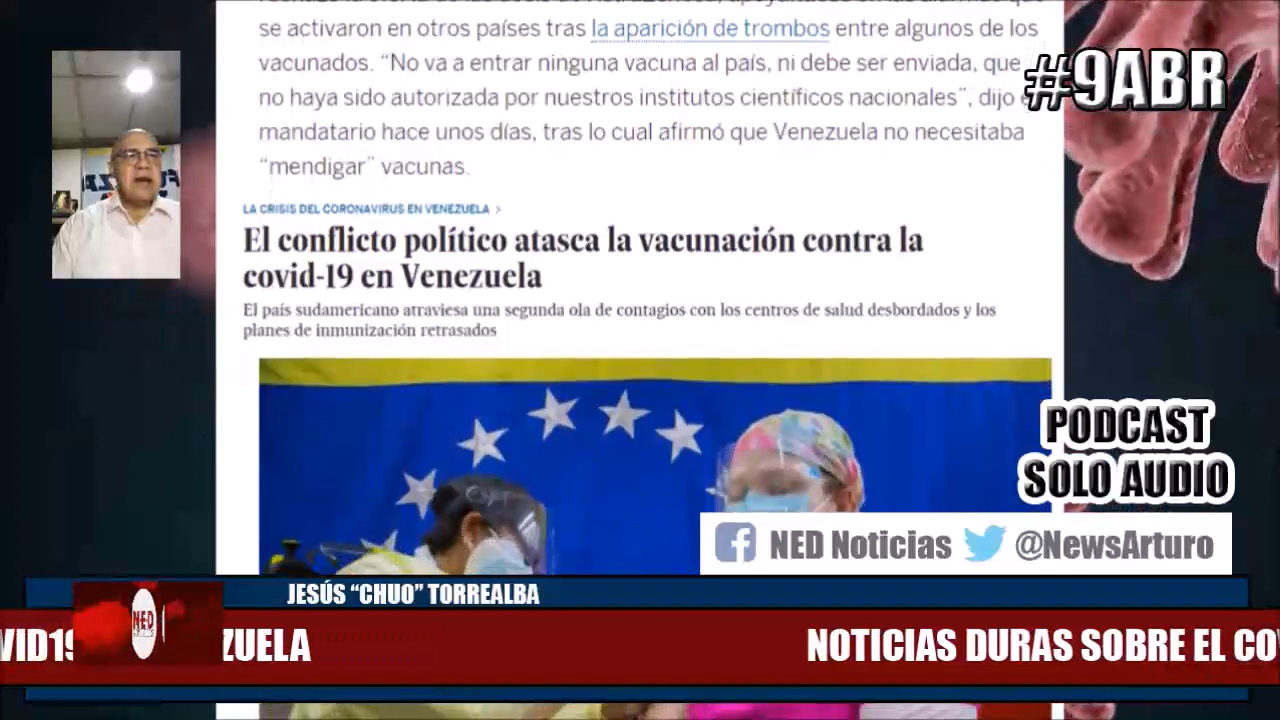 se activaron en otros países tras la aparición de trombos entre algunos de los
vacunados. “No va a entrar ninguna vacuna al país, ni debe ser enviada, que
no haya sido autorizada por nuestros institutos científicos nacionales”, dijo
mandatario hace unos días, tras lo cual afirmó que Venezuela no necesitaba
“mendigar” vacunas.
#9ABR
LA CRISIS DEL CORONAVIRUS EN VENEZUELA >
El conflicto político atasca la vacunación contra la
covid-19 en Venezuela
El país sudamericano atraviesa una segunda ola de contagios con los centros de salud desbordados y los
planes de inmunización retrasados
PODCAST
SOLO AUDIO
NED Noticias @NewsArturo
JESÚS “CHUO” TORREALBA
NED
ZUELA NOTICIAS DURAS SOBRE EL